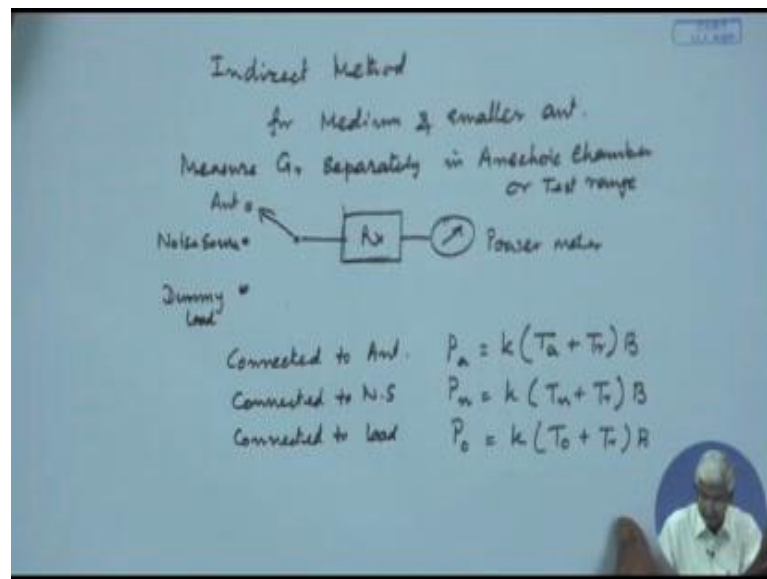 Indirect Method
for Medium & smaller ant.
Measure Gr separately in Anechoic Chamber
or Test range
Ant
Noise Source
Rx
Power meter
Dummy
load
Connected to Ant. Pa = k(Ta + Tr)B
Connected to N.S Pn = k(Tn + Tr)B
Connected to load Po = k(To + Tr)B